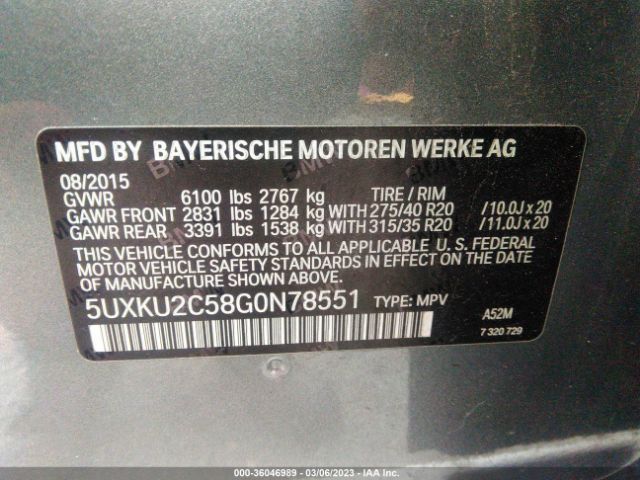 MFD BY BAYERISCHE MOTOREN WERKE AG
08/2015
GVWR 6100 lbs 2767 kg TIRE / RIM
GAWR FRONT 2831 lbs 1284 kg WITH 275/40 R20 /10.0J x 20
GAWR REAR 3391 lbs 1538 kg WITH 315/35 R20 /11.0J x 20
THIS VEHICLE CONFORMS TO ALL APPLICABLE U. S. FEDERAL
MOTOR VEHICLE SAFETY STANDARDS IN EFFECT ON THE DATE
OF MANUFACTURE SHOWN ABOVE.
5UXKU2C58G0N78551 TYPE: MPV
A52M
7 320 729
000-36046989 — 03/06/2023 — IAA Inc.